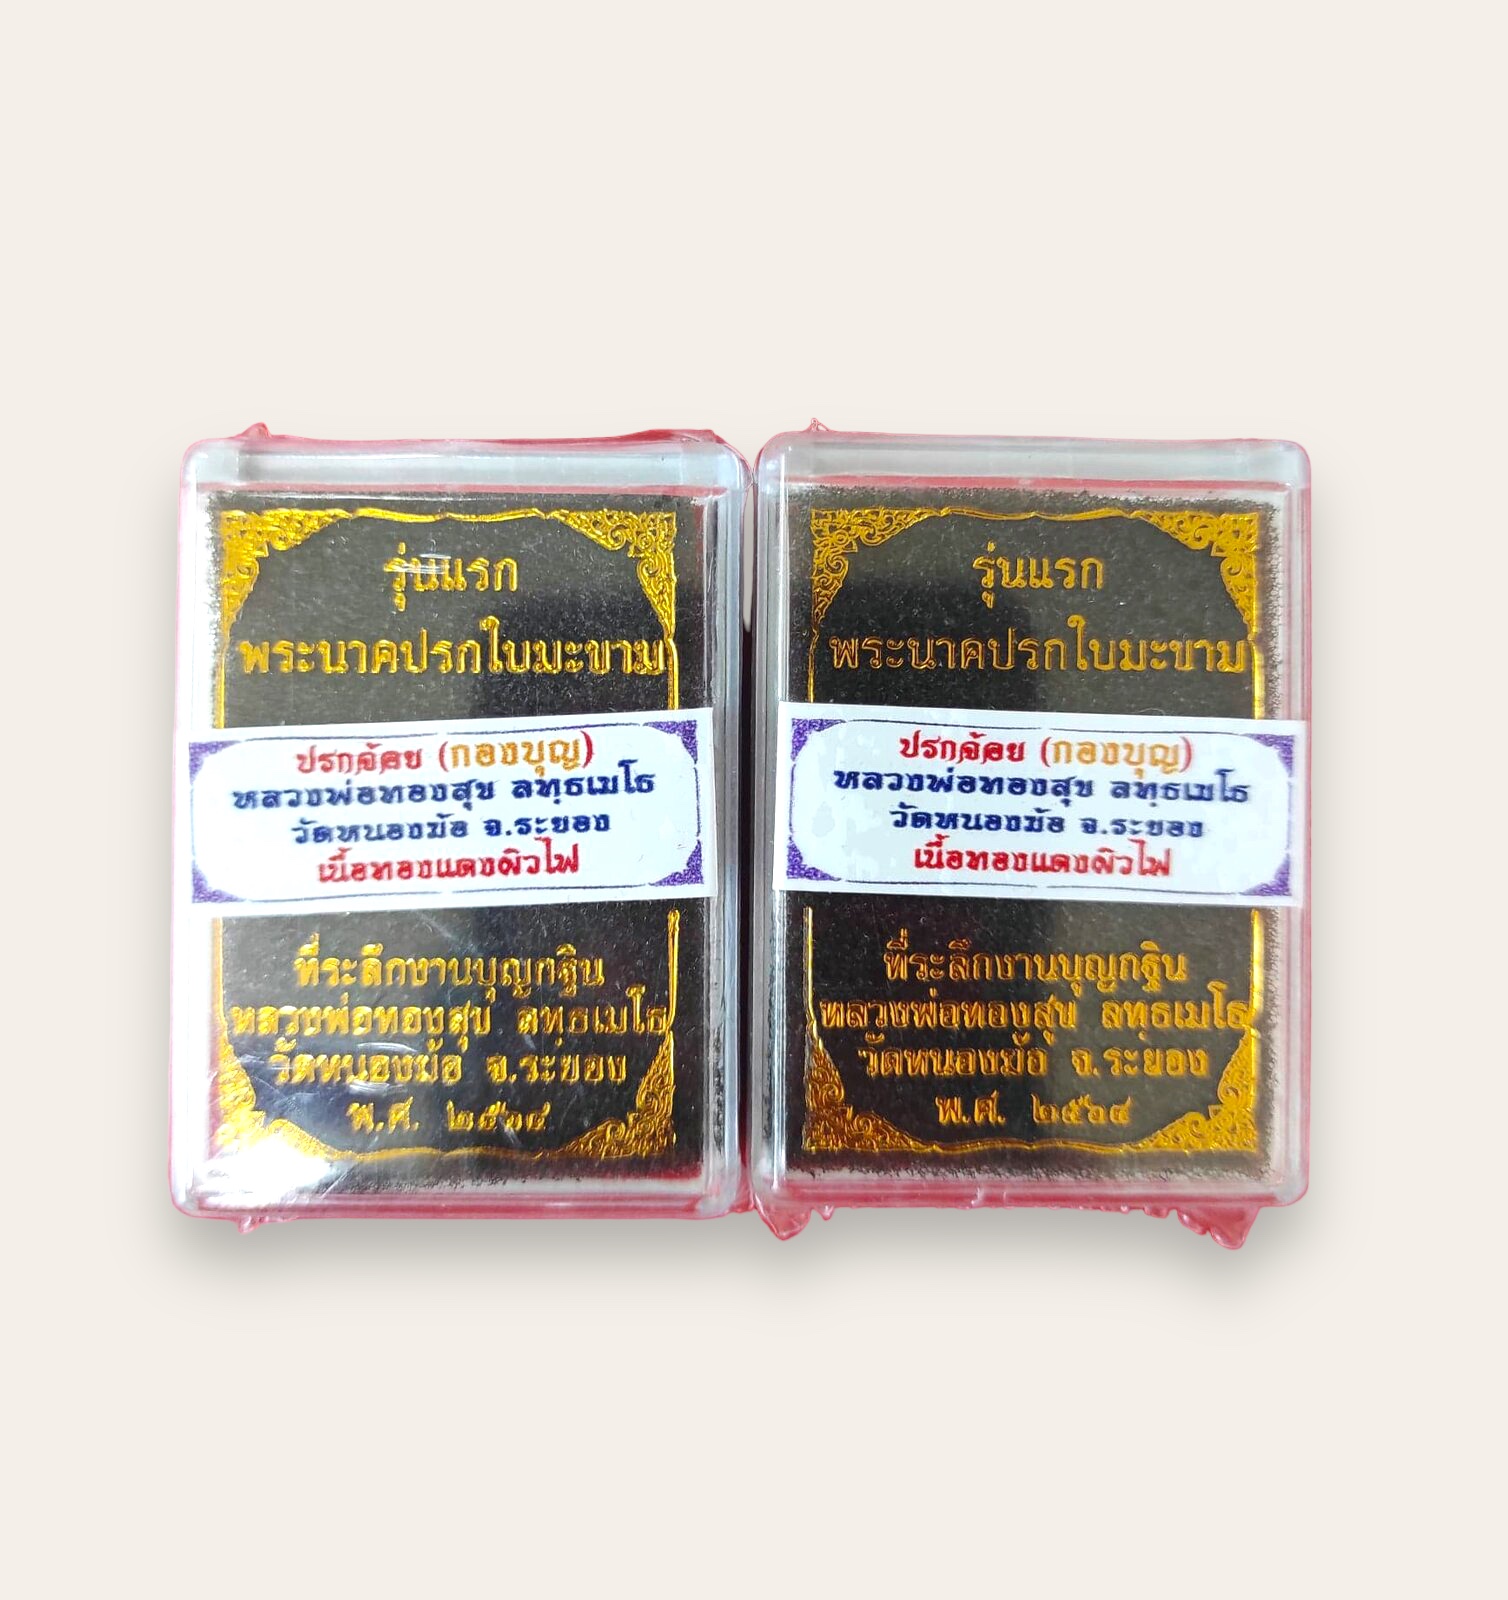 รุ่นแรก
พระนาคปรกใบมะขาม
ปรกจ้อย (กองบุญ)
หลวงพ่อทองสุข ลทฺธเมโธ
วัดหนองม้อ จ.ระยอง
เนื้อทองแดงผิวไฟ
ที่ระลึกงานบุญกฐิน
หลวงพ่อทองสุข ลทฺธเมโธ
วัดหนองม้อ จ.ระยอง
พ.ศ. ๒๕๖๔
รุ่นแรก
พระนาคปรกใบมะขาม
ปรกจ้อย (กองบุญ)
หลวงพ่อทองสุข ลทฺธเมโธ
วัดหนองม้อ จ.ระยอง
เนื้อทองแดงผิวไฟ
ที่ระลึกงานบุญกฐิน
หลวงพ่อทองสุข ลทฺธเมโธ
วัดหนองม้อ จ.ระยอง
พ.ศ. ๒๕๖๔